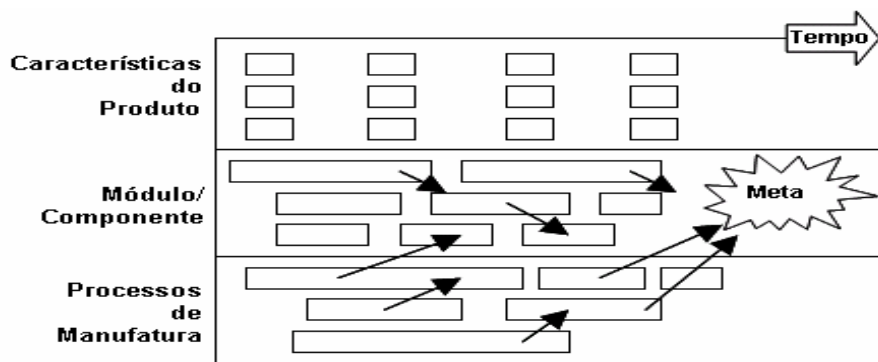 Tempo
Características
do
Produto
Módulo/
Componente
Meta
Processos
de
Manufatura